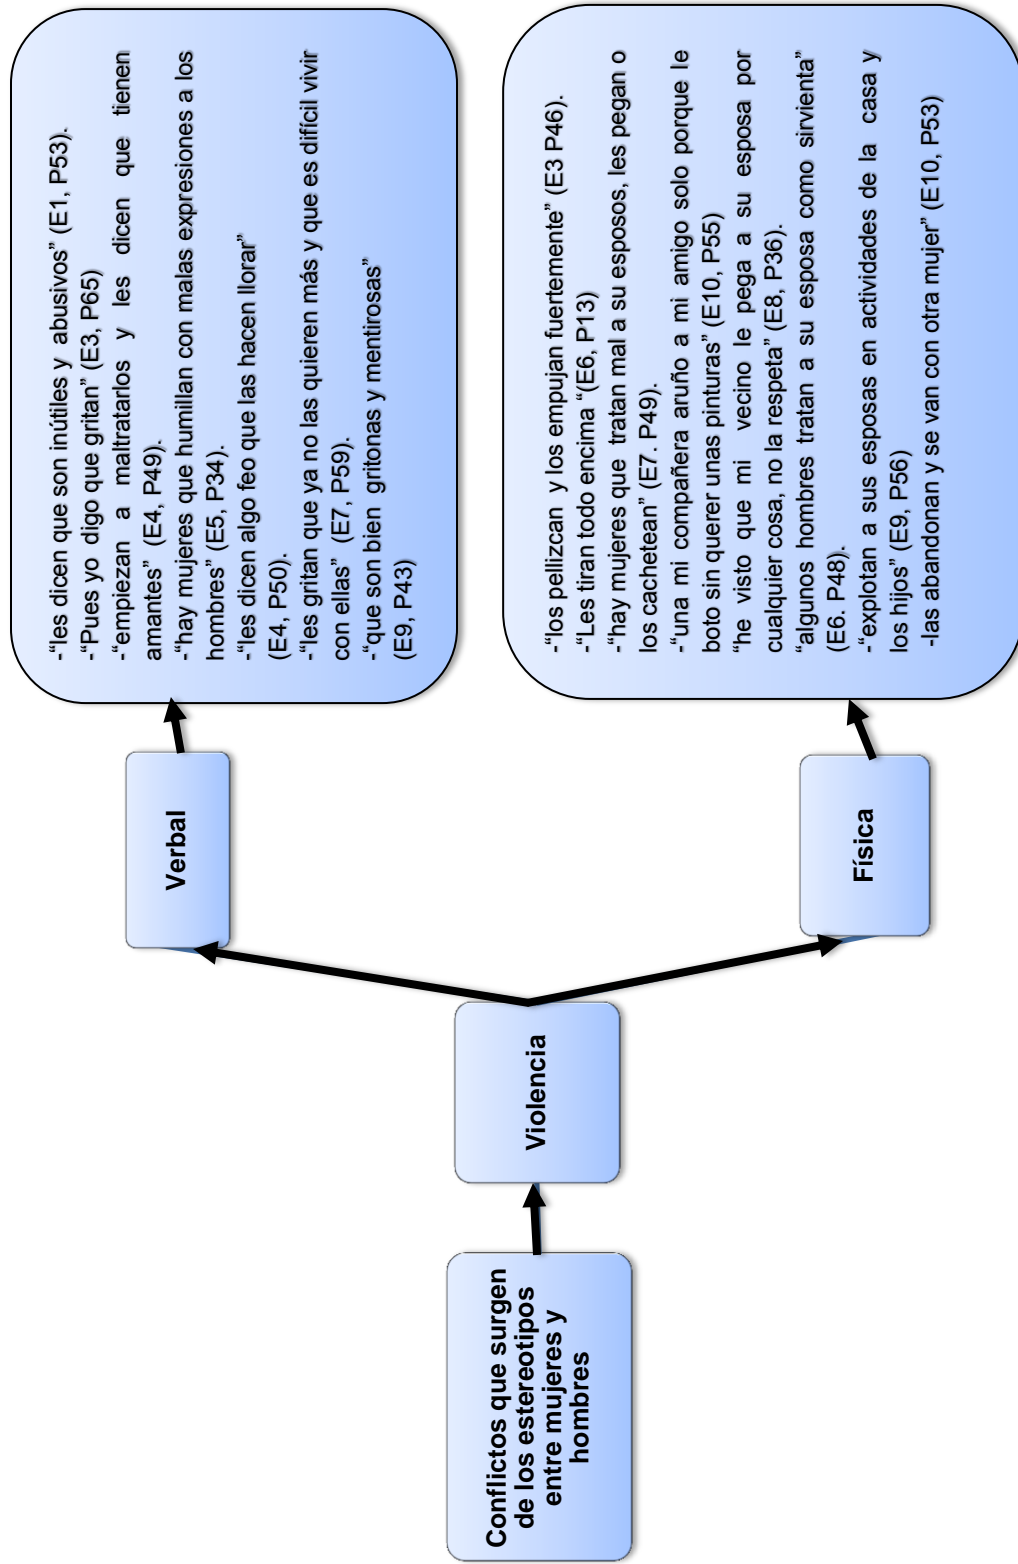 Conflictos que surgen
de los estereotipos
entre mujeres y
hombres
Violencia
Verbal
-“les dicen que son inútiles y abusivos” (E1, P53).
-“Pues yo digo que gritan” (E3, P65)
-“empiezan a maltratarlos y les dicen que tienen
amantes” (E4, P49).
-“hay mujeres que humillan con malas expresiones a los
hombres” (E5, P34).
-“les dicen algo feo que las hacen llorar”
(E4, P50).
-“les gritan que ya no las quieren más y que es difícil vivir
con ellas” (E7, P59).
-“que son bien gritonas y mentirosas”
(E9, P43)
Física
-“los pellizcan y los empujan fuertemente” (E3 P46).
-“Les tiran todo encima “(E6, P13)
-“hay mujeres que tratan mal a su esposos, les pegan o
los cachetean” (E7. P49).
-“una mi compañera aruño a mi amigo solo porque le
boto sin querer unas pinturas” (E10, P55)
“he visto que mi vecino le pega a su esposa por
cualquier cosa, no la respeta” (E8, P36).
“algunos hombres tratan a su esposa como sirvienta”
(E6. P48).
-“explotan a sus esposas en actividades de la casa y
los hijos” (E9, P56)
-las abandonan y se van con otra mujer” (E10, P53)